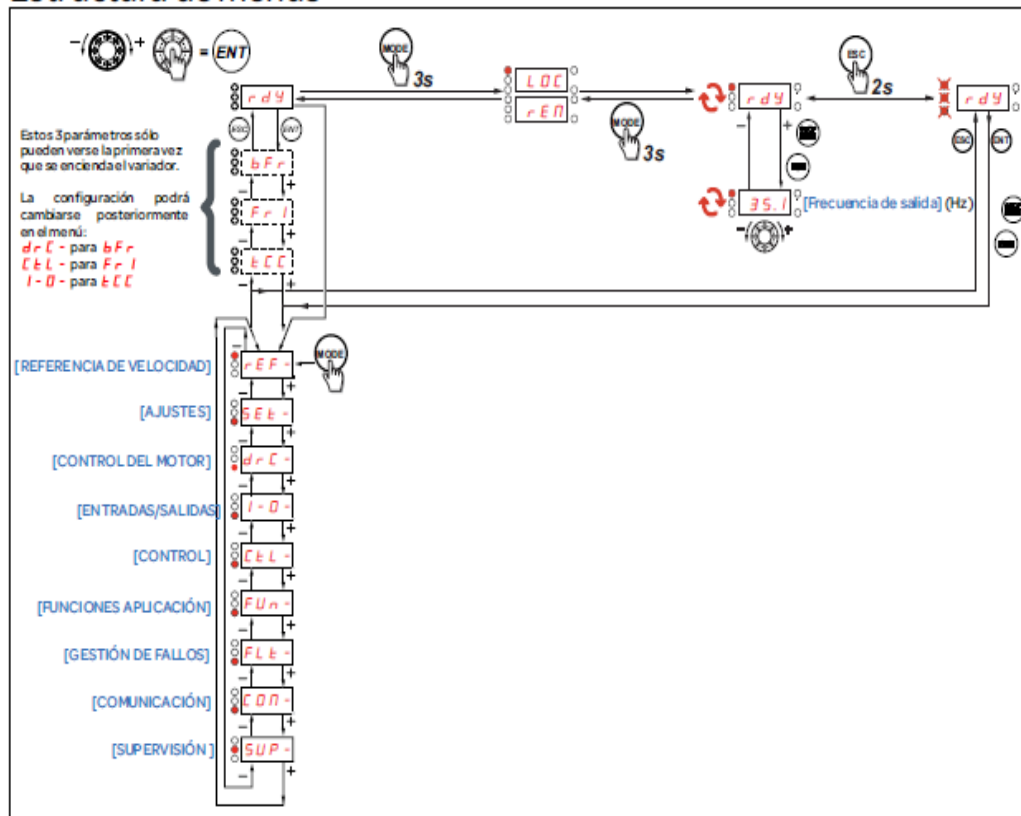 Estructura de menús
- + = ENT
MODE
3s
LOC
rEM
MODE
3s
rdY
ESC
2s
rdY
rdY
ESC ENT
ESC ENT
Estos 3 parámetros sólo
pueden verse la primera vez
que se encienda el variador.
La configuración podrá
cambiarse posteriormente
en el menú:
drC- para bFr
CtL- para Fr1
I-O- para tCC
bFr
- +
Fr1
- +
tCC
- +
- +
35.1 [Frecuencia de salida] (Hz)
- +
-
[REFERENCIA DE VELOCIDAD] rEF-
MODE
- +
[AJUSTES] SEt-
- +
[CONTROL DEL MOTOR] drC-
- +
[ENTRADAS/SALIDAS] I-O-
- +
[CONTROL] CtL-
- +
[FUNCIONES APLICACIÓN] FUn-
- +
[GESTIÓN DE FALLOS] FLt-
- +
[COMUNICACIÓN] COM-
- +
[SUPERVISIÓN ] SUP-
- +